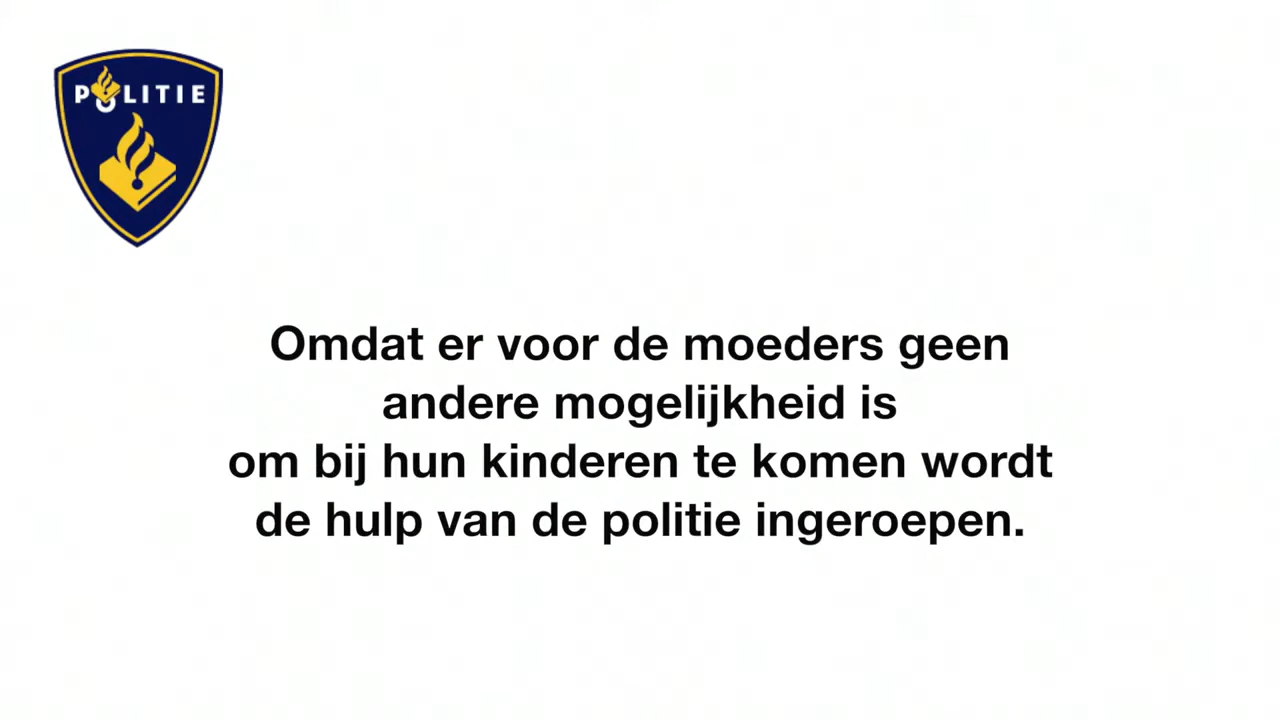 POLITIE
Omdat er voor de moeders geen
andere mogelijkheid is
om bij hun kinderen te komen wordt
de hulp van de politie ingeroepen.